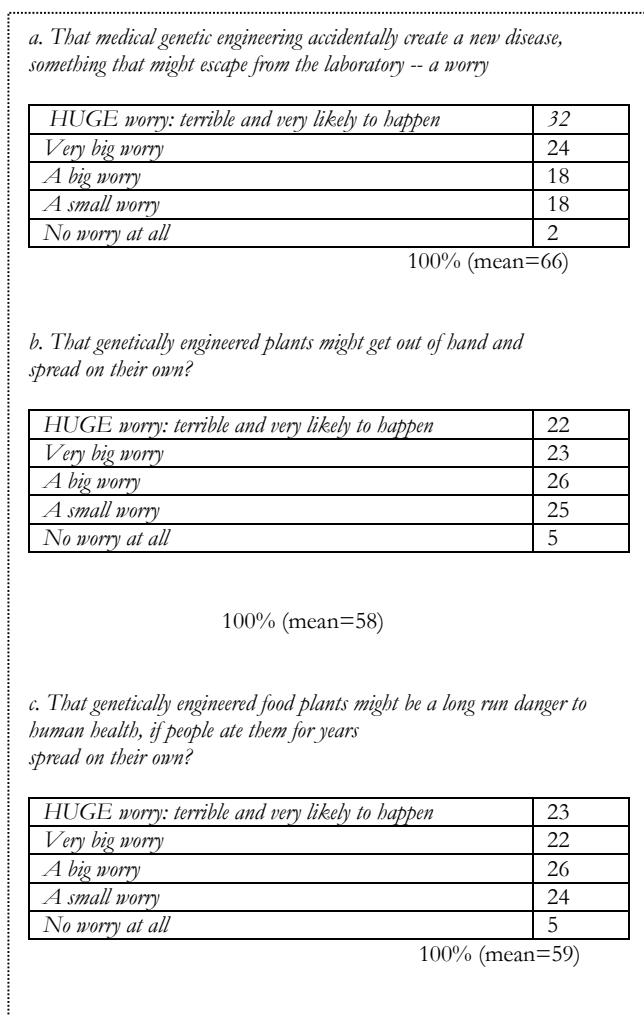 a. That medical genetic engineering accidentally create a new disease,
something that might escape from the laboratory -- a worry
HUGE worry: terrible and very likely to happen 32
Very big worry 24
A big worry 18
A small worry 18
No worry at all 2
100% (mean=66)
b. That genetically engineered plants might get out of hand and
spread on their own?
HUGE worry: terrible and very likely to happen 22
Very big worry 23
A big worry 26
A small worry 25
No worry at all 5
100% (mean=58)
c. That genetically engineered food plants might be a long run danger to
human health, if people ate them for years
spread on their own?
HUGE worry: terrible and very likely to happen 23
Very big worry 22
A big worry 26
A small worry 24
No worry at all 5
100% (mean=59)